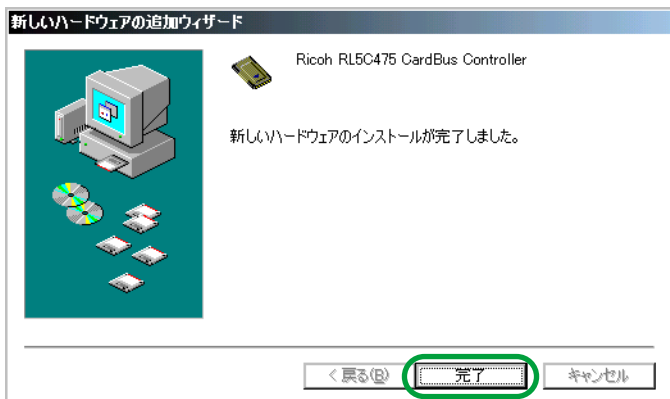 新しいハードウェアの追加ウィザード
Ricoh RL5C475 CardBus Controller
新しいハードウェアのインストールが完了しました。
< 戻る(B)
完了
キャンセル